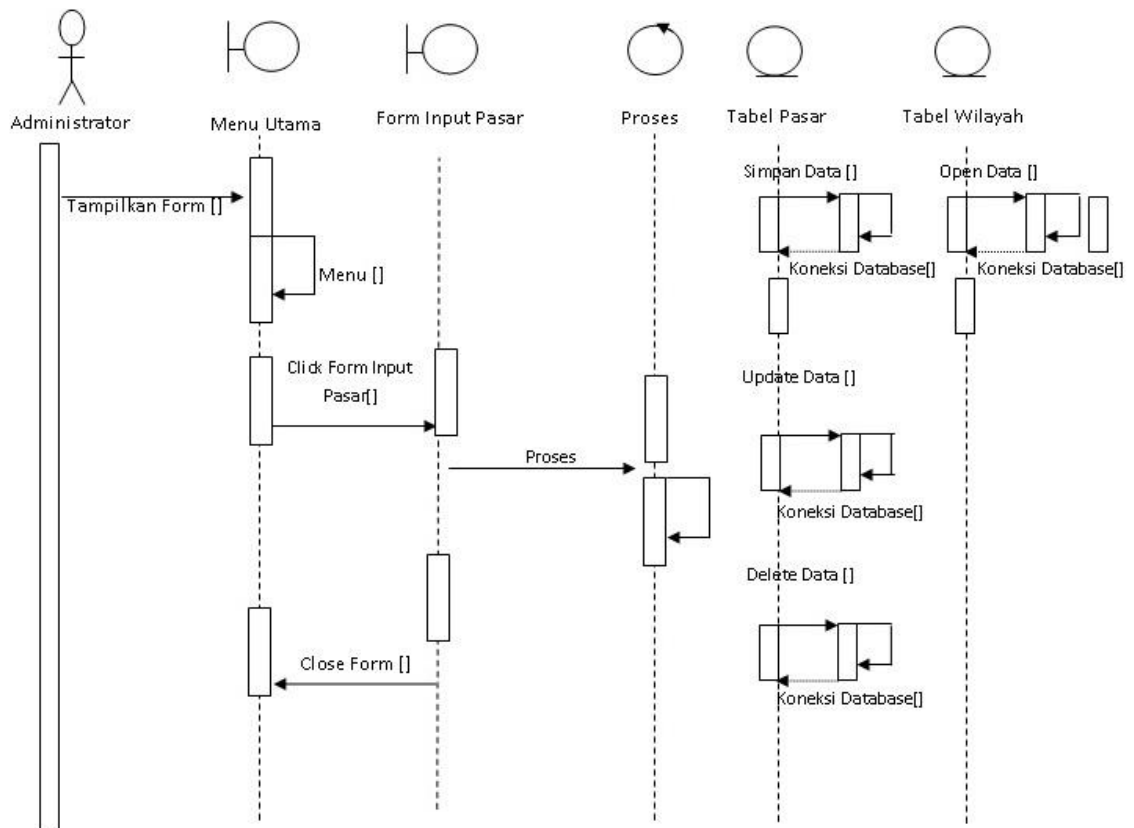 Administrator
Menu Utama
Form Input Pasar
Proses
Tabel Pasar
Tabel Wilayah
Simpan Data []
Open Data []
Tampilkan Form []
Menu []
Koneksi Database[]
Koneksi Database[]
Click Form Input
Pasar[]
Update Data []
Proses
Koneksi Database[]
Delete Data []
Close Form []
Koneksi Database[]